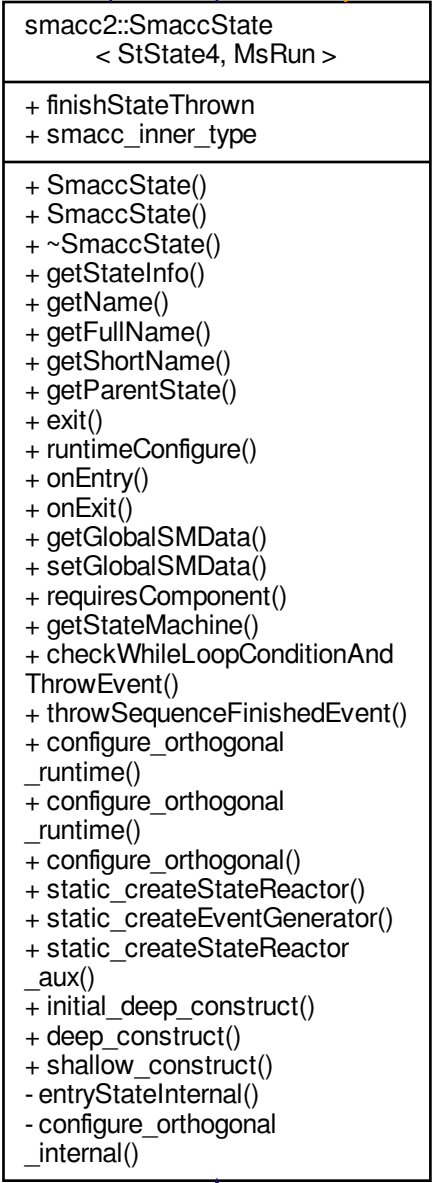 smacc2::SmaccState
< StState4, MsRun >
+ finishStateThrown
+ smacc_inner_type
+ SmaccState()
+ SmaccState()
+ ~SmaccState()
+ getStateInfo()
+ getName()
+ getFullName()
+ getShortName()
+ getParentState()
+ exit()
+ runtimeConfigure()
+ onEntry()
+ onExit()
+ getGlobalSMData()
+ setGlobalSMData()
+ requiresComponent()
+ getStateMachine()
+ checkWhileLoopConditionAnd
ThrowEvent()
+ throwSequenceFinishedEvent()
+ configure_orthogonal
_runtime()
+ configure_orthogonal
_runtime()
+ configure_orthogonal()
+ static_createStateReactor()
+ static_createEventGenerator()
+ static_createStateReactor
_aux()
+ initial_deep_construct()
+ deep_construct()
+ shallow_construct()
- entryStateInternal()
- configure_orthogonal
_internal()